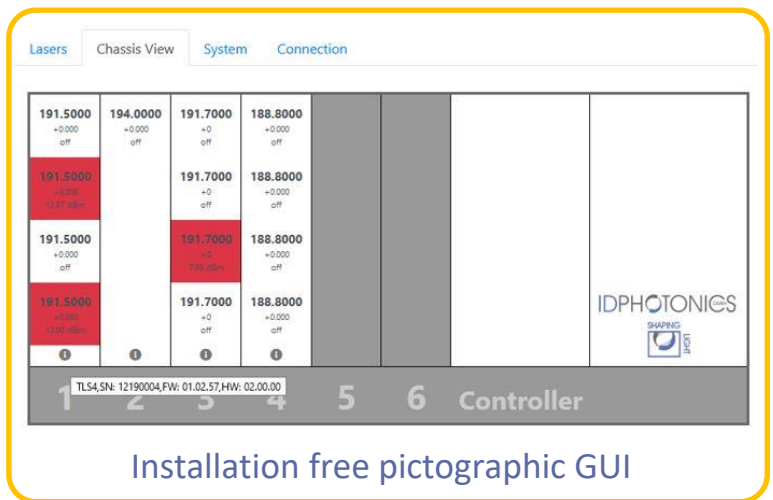 Lasers Chassis View System Connection
191.5000 194.0000 191.7000 188.8000
+0.000 +0.000 +0 +0.000
off off off off
191.5000 191.7000 188.8000
+0.000 +0 +0.000
off off
191.5000 191.7000 188.8000
+0.000 +0 +0.000
off dBm off
191.5000 191.7000 188.8000
+0.000 +0 +0.000
dBm off off
TLS4,SN: 12190004,FW: 01.02.57,HW: 02.00.00
1 2 3 4 5 6 Controller
IDPHOTONICS
SHAPING
LIGHT
Installation free pictographic GUI